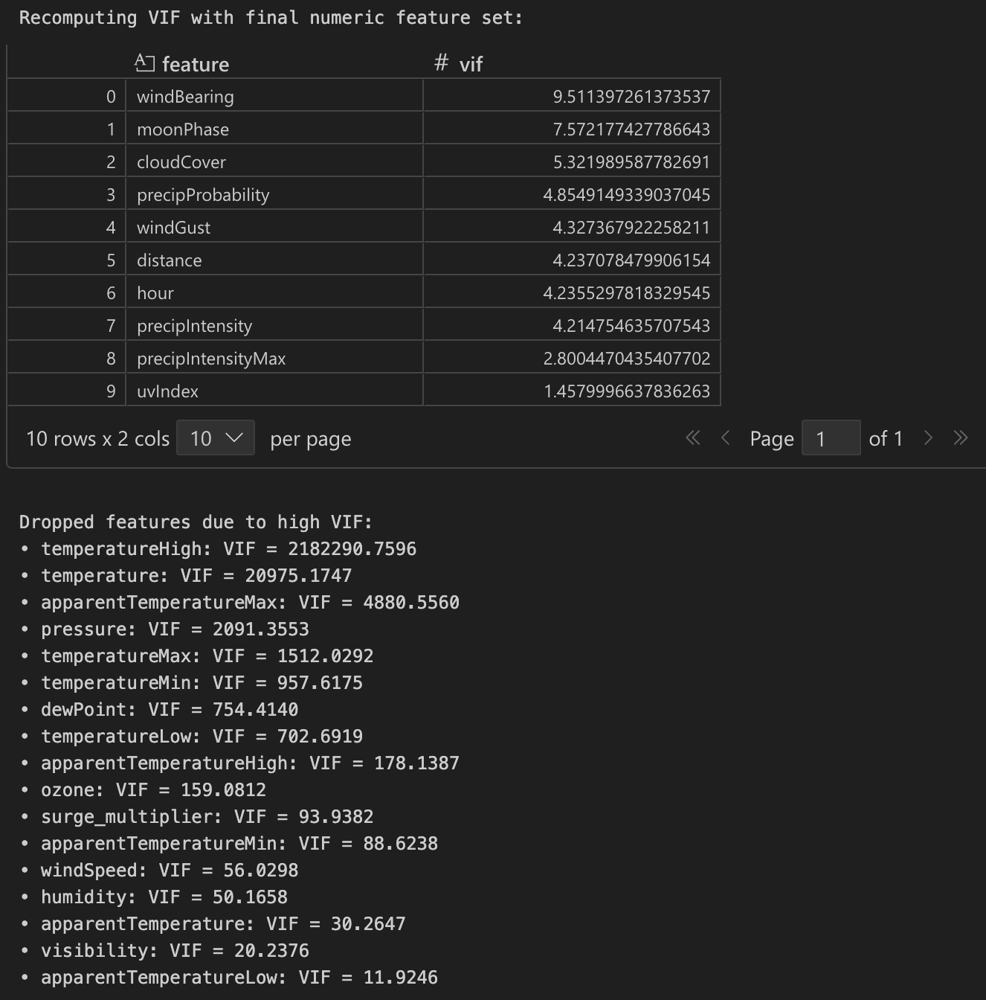 Recomputing VIF with final numeric feature set:
feature # vif
0 windBearing 9.511397261373537
1 moonPhase 7.572177427786643
2 cloudCover 5.321989587782691
3 precipProbability 4.8549149339037045
4 windGust 4.327367922258211
5 distance 4.237078479906154
6 hour 4.2355297818329545
7 precipIntensity 4.214754635707543
8 precipIntensityMax 2.8004470435407702
9 uvIndex 1.45799966378362​63
10 rows x 2 cols 10 per page « < Page 1 of 1 > »
Dropped features due to high VIF:
• temperatureHigh: VIF = 2182290.7596
• temperature: VIF = 20975.1747
• apparentTemperatureMax: VIF = 4880.5560
• pressure: VIF = 2091.3553
• temperatureMax: VIF = 1512.0292
• temperatureMin: VIF = 957.6175
• dewPoint: VIF = 754.4140
• temperatureLow: VIF = 702.6919
• apparentTemperatureHigh: VIF = 178.1387
• ozone: VIF = 159.0812
• surge_multiplier: VIF = 93.9382
• apparentTemperatureMin: VIF = 88.6238
• windSpeed: VIF = 56.0298
• humidity: VIF = 50.1658
• apparentTemperature: VIF = 30.2647
• visibility: VIF = 20.2376
• apparentTemperatureLow: VIF = 11.9246